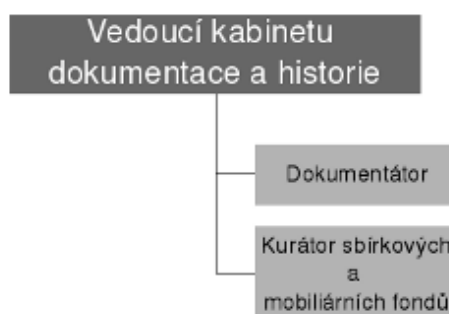 Vedoucí kabinetu
dokumentace a historie
Dokumentátor
Kurátor sbírkových
a
mobiliárních fondů